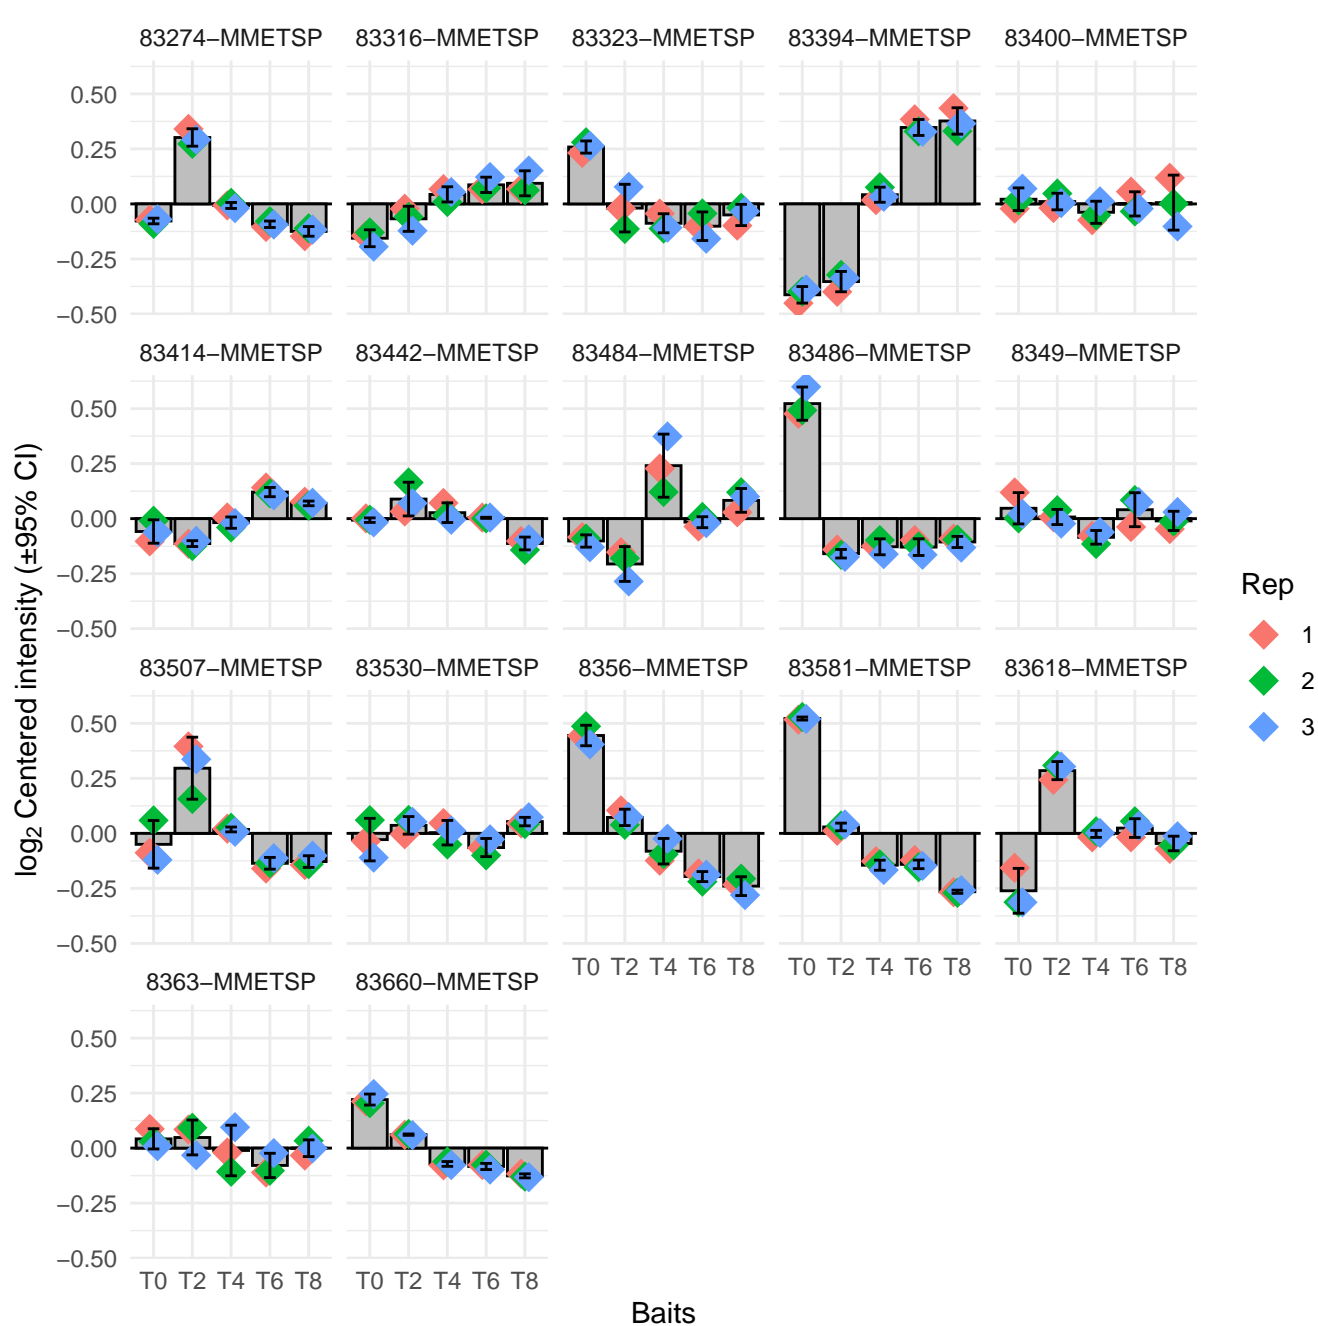 83274−MMETSP 83316−MMETSP 83323−MMETSP 83394−MMETSP 83400−MMETSP
0.50
0.25
0.00
−0.25
−0.50
83414−MMETSP 83442−MMETSP 83484−MMETSP 83486−MMETSP 8349−MMETSP
0.50
0.25
0.00
−0.25
−0.50
83507−MMETSP 83530−MMETSP 8356−MMETSP 83581−MMETSP 83618−MMETSP
0.50
0.25
0.00
−0.25
−0.50
T0 T2 T4 T6 T8 T0 T2 T4 T6 T8 T0 T2 T4 T6 T8
8363−MMETSP 83660−MMETSP
0.50
0.25
0.00
−0.25
−0.50
T0 T2 T4 T6 T8 T0 T2 T4 T6 T8
Baits
log₂ Centered intensity (±95% CI)
Rep
1
2
3